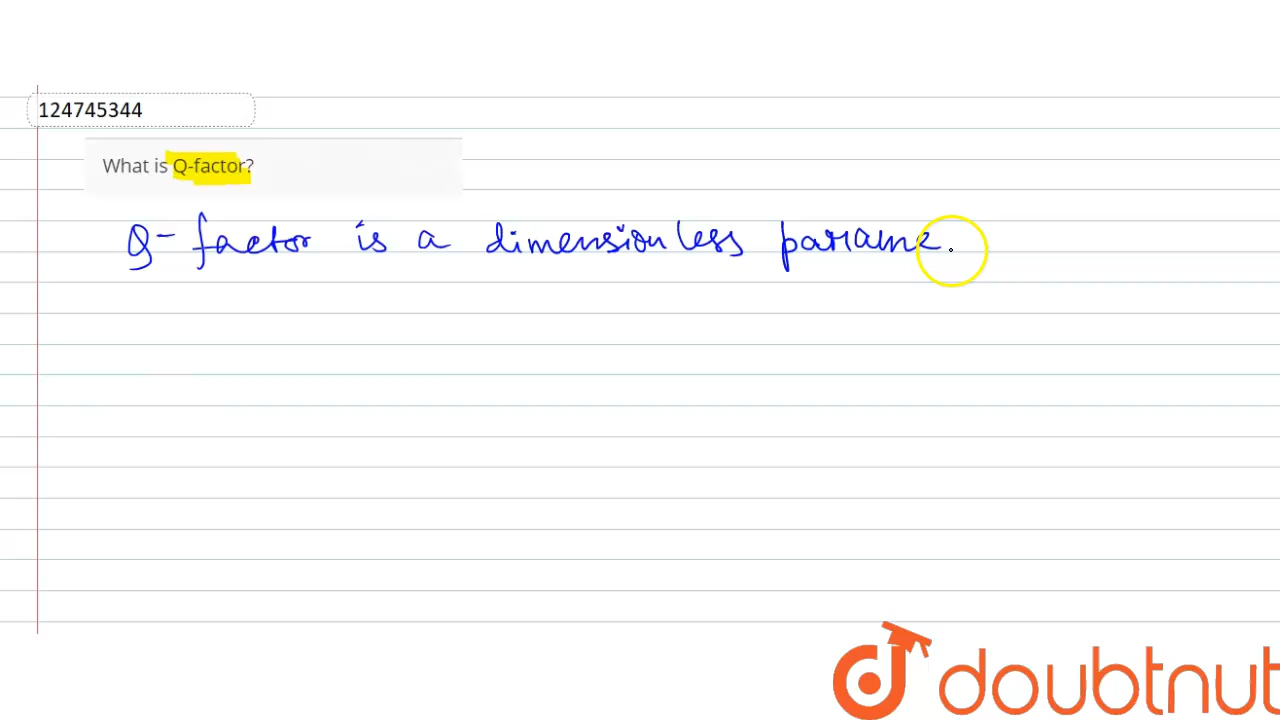 124745344
What is Q-factor?
Q- factor is a dimensionless parame
doubtnut